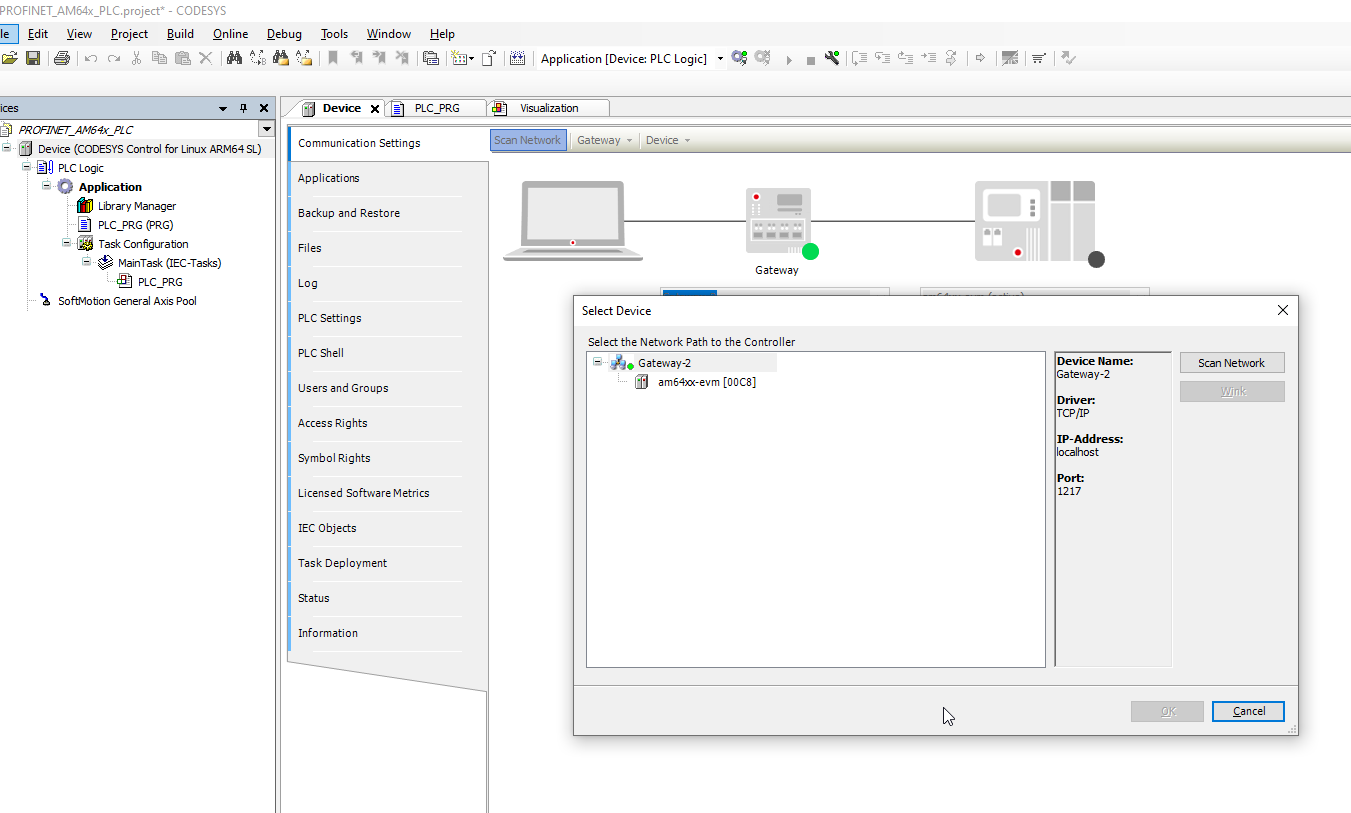 PROFINET_AM64x_PLC.project* - CODESYS
le Edit View Project Build Online Debug Tools Window Help
Application [Device: PLC Logic]
ices
Device PLC_PRG Visualization
PROFINET_AM64x_PLC
Device (CODESYS Control for Linux ARM64 SL)
PLC Logic
Application
Library Manager
PLC_PRG (PRG)
Task Configuration
MainTask (IEC-Tasks)
PLC_PRG
SoftMotion General Axis Pool
Communication Settings
Applications
Backup and Restore
Files
Log
PLC Settings
PLC Shell
Users and Groups
Access Rights
Symbol Rights
Licensed Software Metrics
IEC Objects
Task Deployment
Status
Information
Scan Network Gateway Device
Gateway
am64xx-evm (active)
Select Device
Select the Network Path to the Controller
Gateway-2
am64xx-evm [00C8]
Device Name:
Gateway-2
Driver:
TCP/IP
IP-Address:
localhost
Port:
1217
Scan Network
Wink
OK Cancel